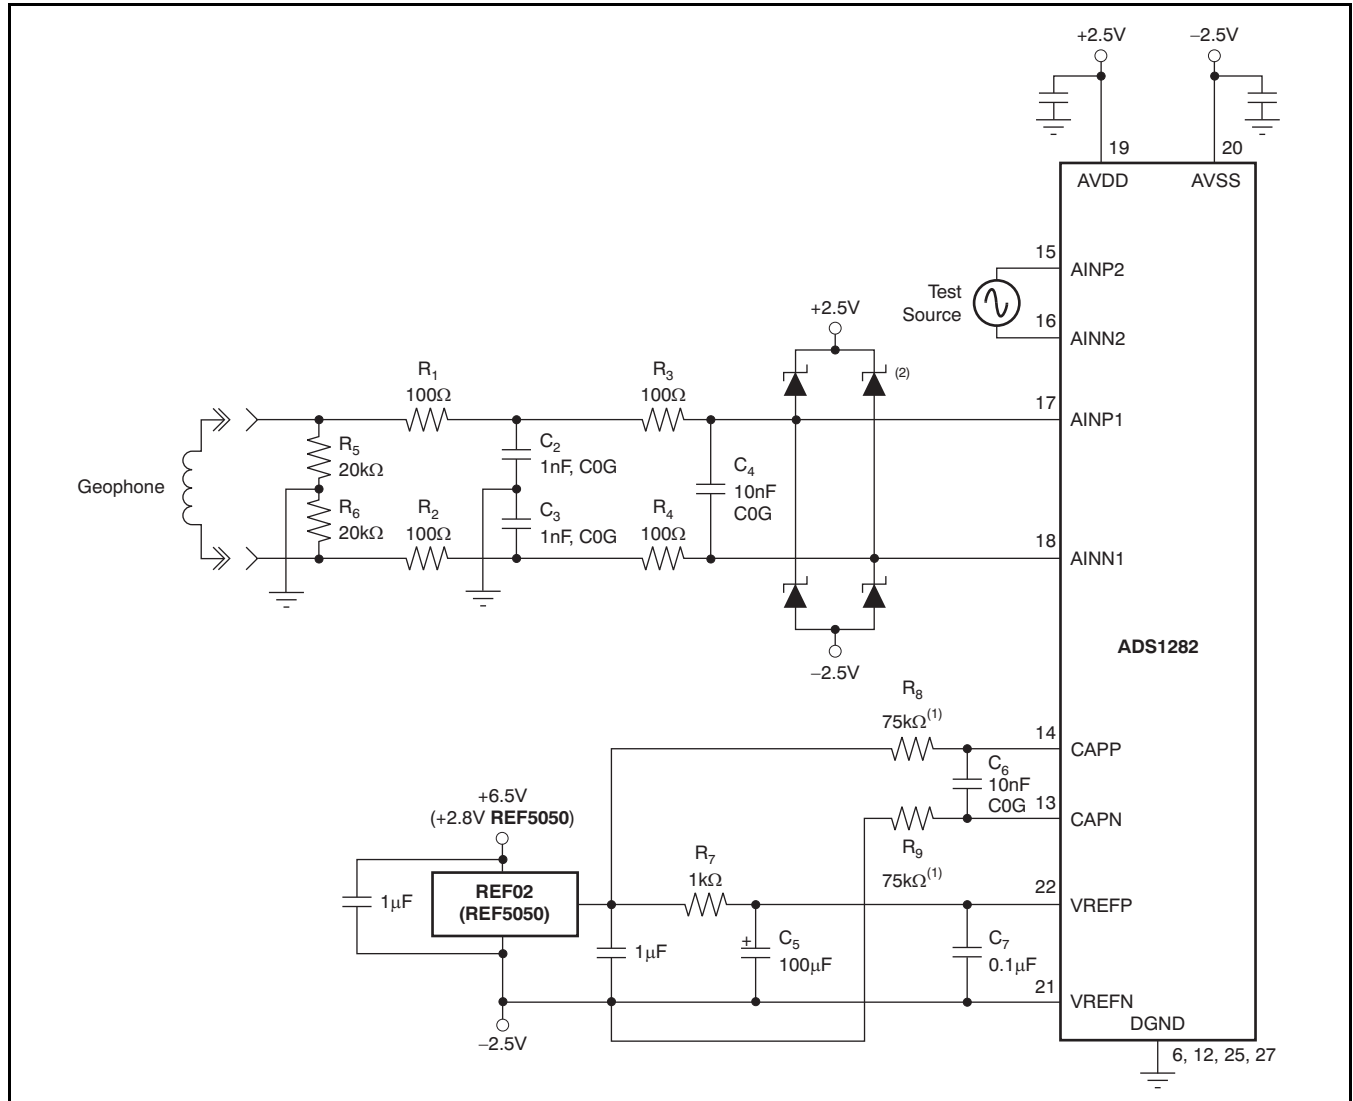 +2.5V
−2.5V
19
20
AVDD
AVSS
15
AINP2
Test
Source
16
AINN2
+2.5V
(2)
R1
100Ω
R3
100Ω
17
AINP1
R5
20kΩ
C2
1nF, C0G
C4
10nF
C0G
Geophone
R6
20kΩ
R2
100Ω
C3
1nF, C0G
R4
100Ω
18
AINN1
−2.5V
ADS1282
R8
75kΩ(1)
14
CAPP
C6
10nF
C0G
13
CAPN
R9
75kΩ(1)
+6.5V
(+2.8V REF5050)
R7
1kΩ
1μF
REF02
(REF5050)
22
VREFP
1μF
+
C5
100μF
C7
0.1μF
21
VREFN
−2.5V
DGND
6, 12, 25, 27